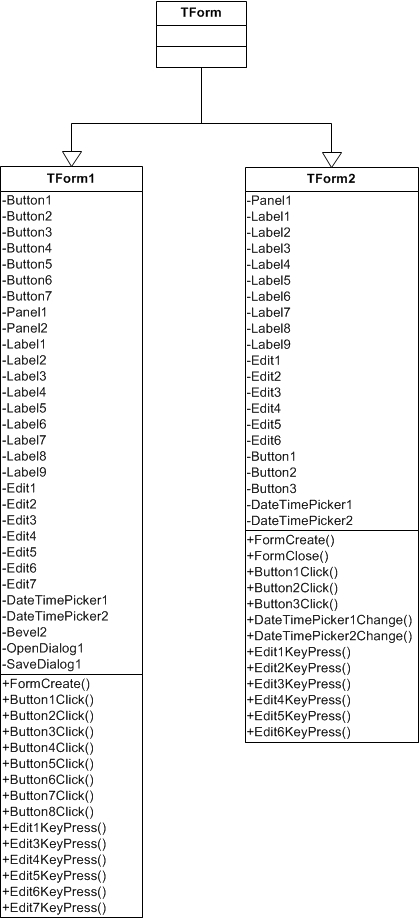 TForm
TForm1
-Button1
-Button2
-Button3
-Button4
-Button5
-Button6
-Button7
-Panel1
-Panel2
-Label1
-Label2
-Label3
-Label4
-Label5
-Label6
-Label7
-Label8
-Label9
-Edit1
-Edit2
-Edit3
-Edit4
-Edit5
-Edit6
-Edit7
-DateTimePicker1
-DateTimePicker2
-Bevel2
-OpenDialog1
-SaveDialog1
+FormCreate()
+Button1Click()
+Button2Click()
+Button3Click()
+Button4Click()
+Button5Click()
+Button6Click()
+Button7Click()
+Button8Click()
+Edit1KeyPress()
+Edit3KeyPress()
+Edit4KeyPress()
+Edit5KeyPress()
+Edit6KeyPress()
+Edit7KeyPress()
TForm2
-Panel1
-Label1
-Label2
-Label3
-Label4
-Label5
-Label6
-Label7
-Label8
-Label9
-Edit1
-Edit2
-Edit3
-Edit4
-Edit5
-Edit6
-Button1
-Button2
-Button3
-DateTimePicker1
-DateTimePicker2
+FormCreate()
+FormClose()
+Button1Click()
+Button2Click()
+Button3Click()
+DateTimePicker1Change()
+DateTimePicker2Change()
+Edit1KeyPress()
+Edit2KeyPress()
+Edit3KeyPress()
+Edit4KeyPress()
+Edit5KeyPress()
+Edit6KeyPress()